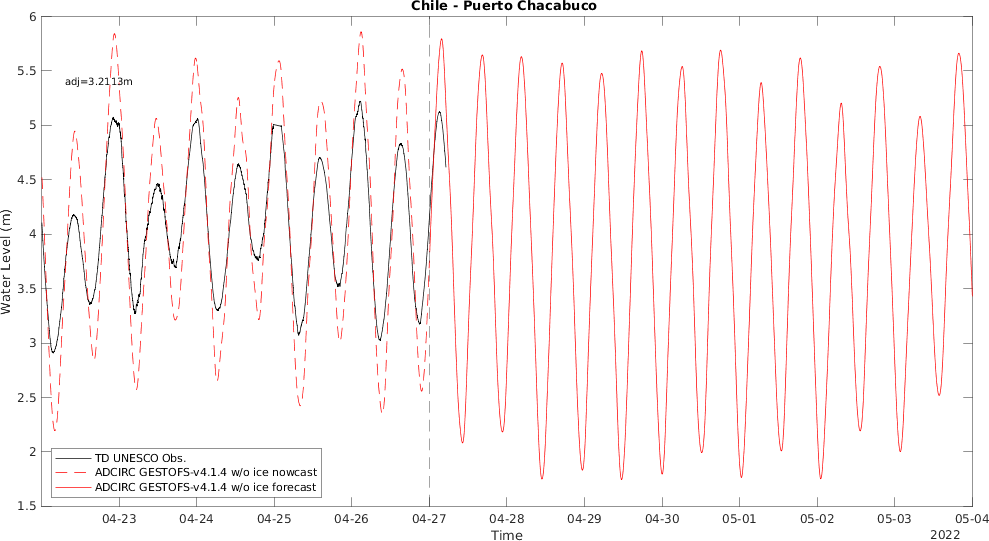 Chile - Puerto Chacabuco
adj=3.2113m
Water Level (m)
6
5.5
5
4.5
4
3.5
3
2.5
2
1.5
TD UNESCO Obs.
ADCIRC GESTOFS-v4.1.4 w/o ice nowcast
ADCIRC GESTOFS-v4.1.4 w/o ice forecast
04-23 04-24 04-25 04-26 04-27 04-28 04-29 04-30 05-01 05-02 05-03 05-04
Time
2022